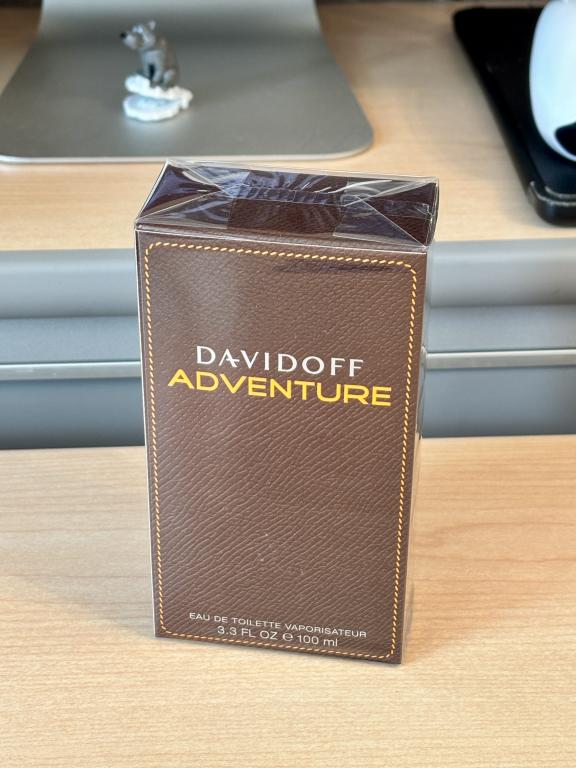 DAVIDOFF
ADVENTURE
EAU DE TOILETTE VAPORISATEUR
3.3 FL OZ ℮ 100 ml